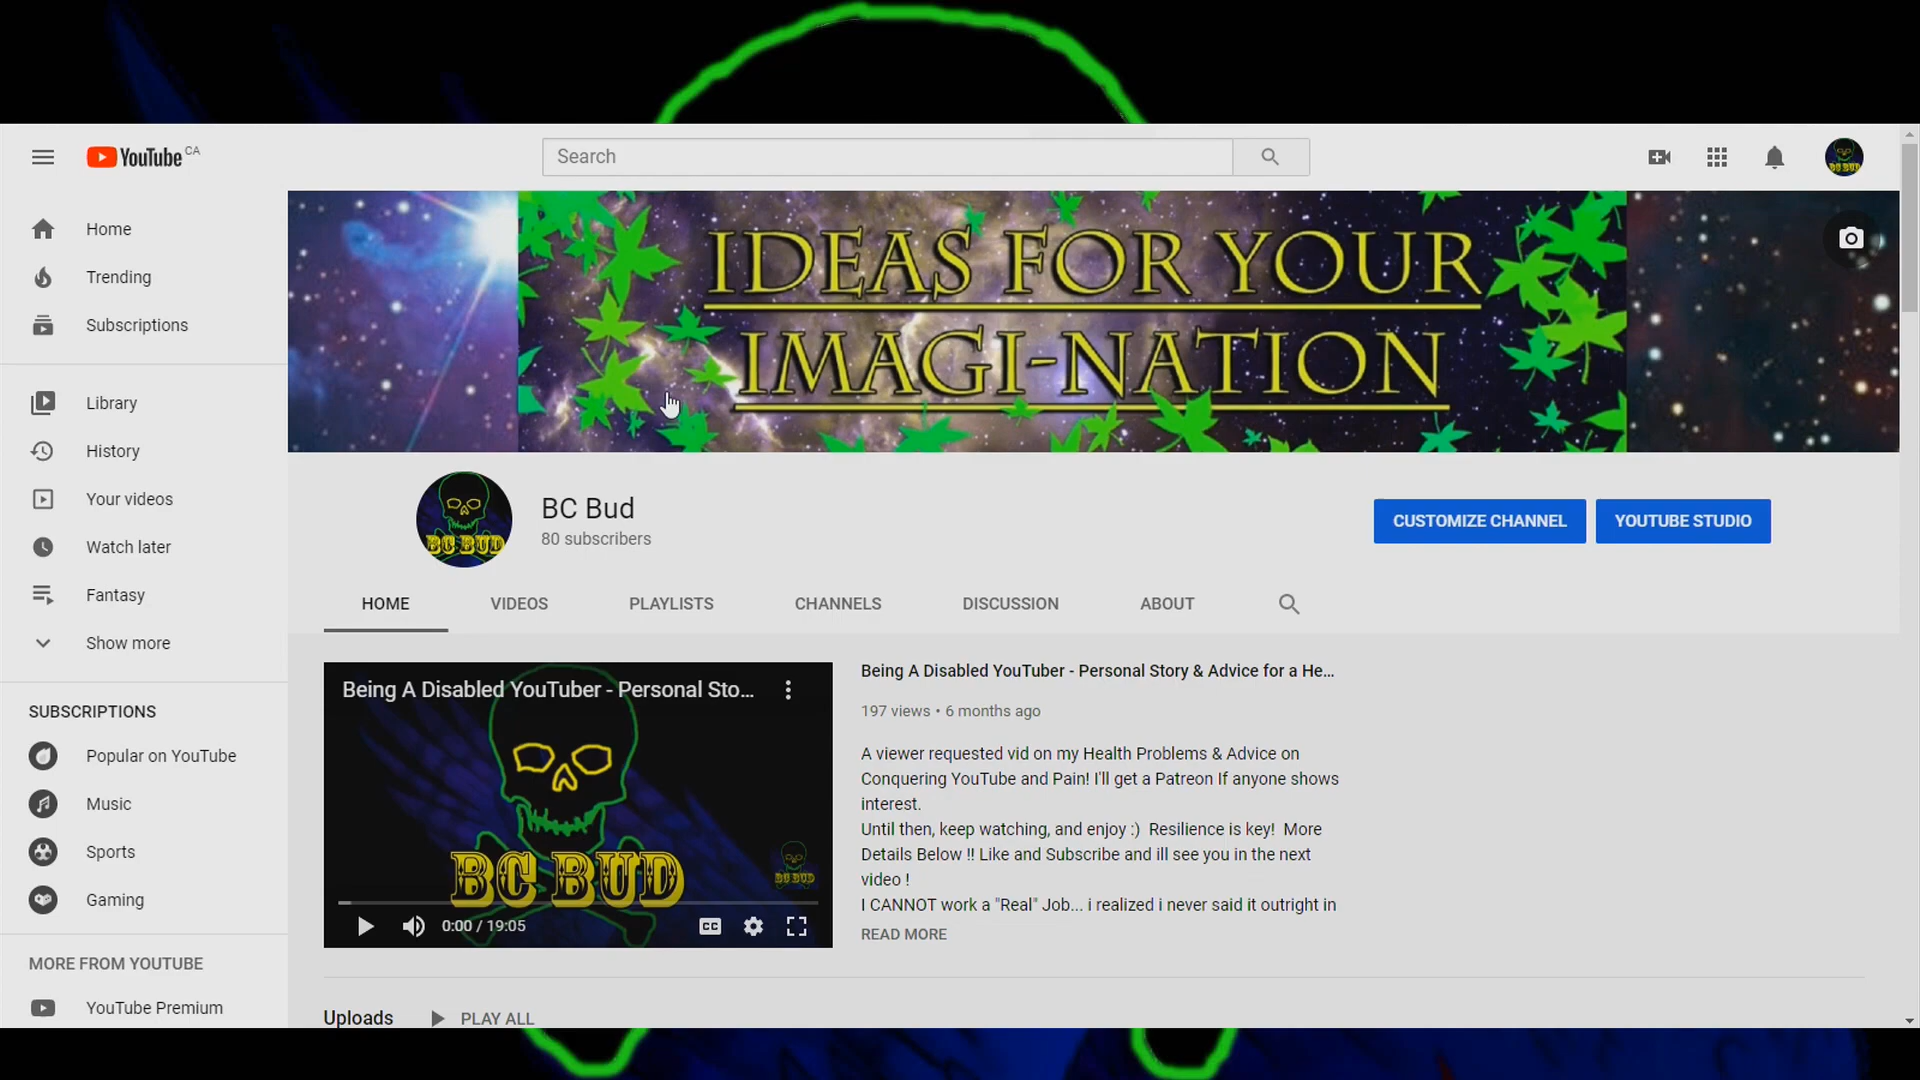 YouTube CA
Search
Home
Trending
Subscriptions
Library
History
Your videos
Watch later
Fantasy
Show more
SUBSCRIPTIONS
Popular on YouTube
Music
Sports
Gaming
MORE FROM YOUTUBE
YouTube Premium
IDEAS FOR YOUR
IMAGI-NATION
BC BUD
BC Bud
80 subscribers
CUSTOMIZE CHANNEL
YOUTUBE STUDIO
HOME
VIDEOS
PLAYLISTS
CHANNELS
DISCUSSION
ABOUT
Being A Disabled YouTuber - Personal Sto...
BC BUD
BC BUD
0:00 / 19:05
CC
Being A Disabled YouTuber - Personal Story & Advice for a He...
197 views • 6 months ago
A viewer requested vid on my Health Problems & Advice on
Conquering YouTube and Pain! I'll get a Patreon If anyone shows
interest.
Until then, keep watching, and enjoy :)  Resilience is key!  More
Details Below !! Like and Subscribe and ill see you in the next
video !
I CANNOT work a "Real" Job... i realized i never said it outright in
READ MORE
Uploads
PLAY ALL